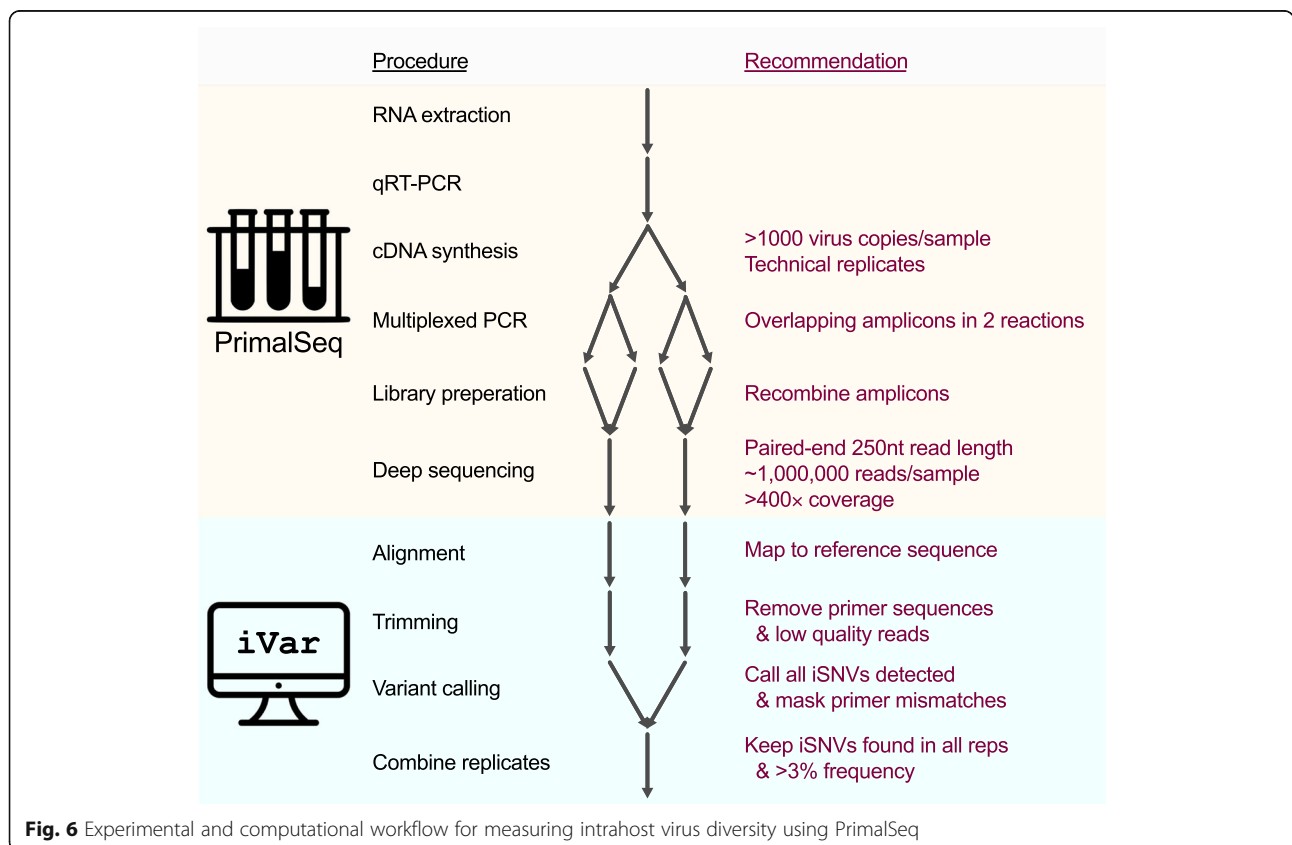 Procedure Recommendation
RNA extraction
qRT-PCR
cDNA synthesis
>1000 virus copies/sample
Technical replicates
PrimalSeq
Multiplexed PCR
Overlapping amplicons in 2 reactions
Library preperation
Recombine amplicons
Deep sequencing
Paired-end 250nt read length
~1,000,000 reads/sample
>400× coverage
Alignment
Map to reference sequence
iVar
Trimming
Remove primer sequences
& low quality reads
Variant calling
Call all iSNVs detected
& mask primer mismatches
Combine replicates
Keep iSNVs found in all reps
& >3% frequency
Fig. 6 Experimental and computational workflow for measuring intrahost virus diversity using PrimalSeq